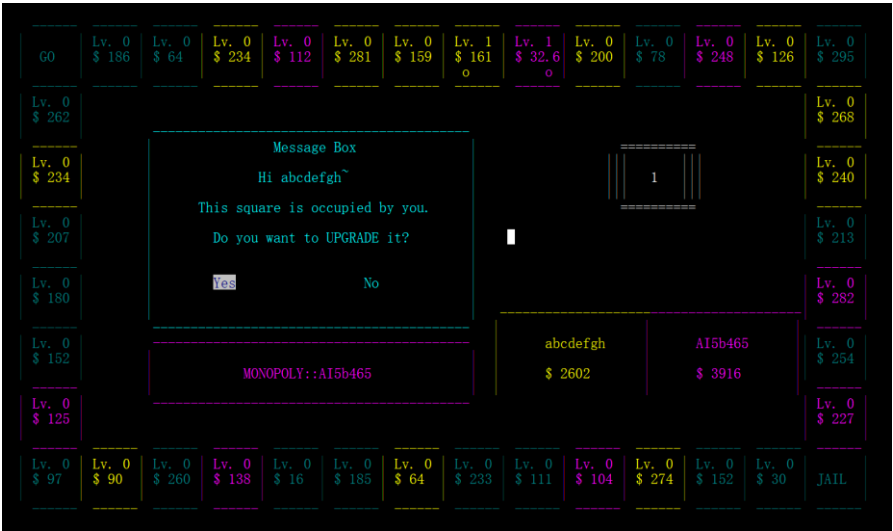 Lv. 0 Lv. 0 Lv. 0 Lv. 0 Lv. 0 Lv. 0 Lv. 1 Lv. 1 Lv. 0 Lv. 0 Lv. 0 Lv. 0 Lv. 0
GO $ 186 $ 64 $ 234 $ 112 $ 281 $ 159 $ 161 $ 32.6 $ 200 $ 78 $ 248 $ 126 $ 295
o o
Lv. 0 Lv. 0
$ 262 $ 268
Message Box
Lv. 0 Hi abcdefgh~ 1 Lv. 0
$ 234 $ 240
This square is occupied by you.
Lv. 0 Lv. 0
$ 207 Do you want to UPGRADE it? $ 213
Lv. 0 Yes No Lv. 0
$ 180 $ 282
Lv. 0 abcdefgh AI5b465 Lv. 0
$ 152 $ 254
MONOPOLY::AI5b465 $ 2602 $ 3916
Lv. 0 Lv. 0
$ 125 $ 227
Lv. 0 Lv. 0 Lv. 0 Lv. 0 Lv. 0 Lv. 0 Lv. 0 Lv. 0 Lv. 0 Lv. 0 Lv. 0 Lv. 0 Lv. 0
$ 97 $ 90 $ 260 $ 138 $ 16 $ 185 $ 64 $ 233 $ 111 $ 104 $ 274 $ 152 $ 30 JAIL